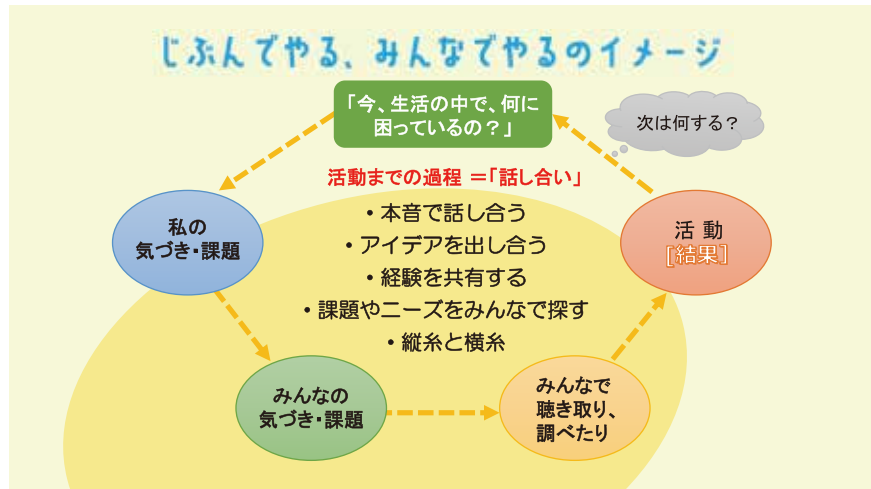 じぶんでやる、みんなでやるのイメージ
「今、生活の中で、何に
困っているの？」
次は何する？
活動までの過程 ＝「話し合い」
・本音で話し合う
・アイデアを出し合う
・経験を共有する
・課題やニーズをみんなで探す
・縦糸と横糸
私の
気づき・課題
活 動
[結果]
みんなの
気づき・課題
みんなで
聴き取り、
調べたり